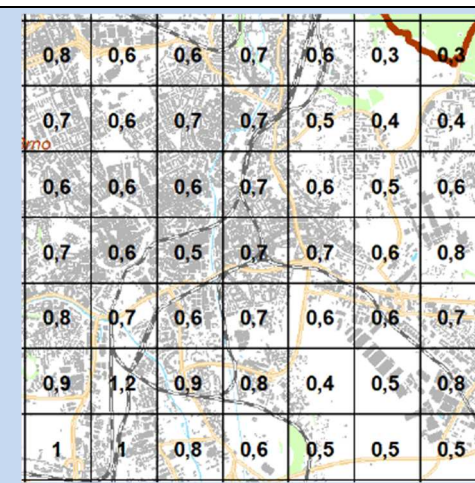 0,8 0,6 0,6 0,7 0,6 0,3 0,3
0,7 0,6 0,7 0,7 0,5 0,4 0,4
rno
0,6 0,6 0,6 0,7 0,6 0,5 0,6
0,7 0,6 0,5 0,7 0,7 0,6 0,8
0,8 0,7 0,6 0,7 0,6 0,6 0,7
0,9 1,2 0,9 0,8 0,4 0,5 0,8
1 1 0,8 0,6 0,5 0,5 0,5